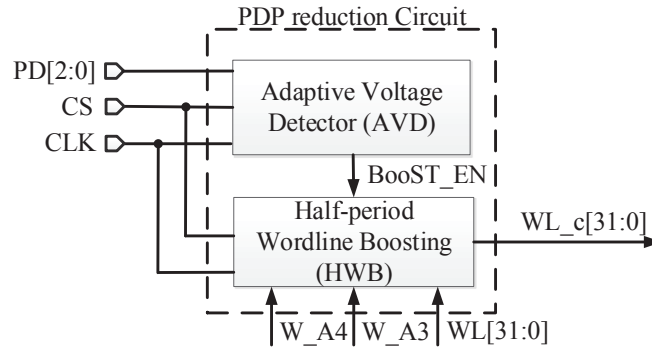 PDP reduction Circuit
PD[2:0]
CS
CLK
Adaptive Voltage
Detector (AVD)
BooST_EN
Half-period
Wordline Boosting
(HWB)
WL_c[31:0]
W_A4
W_A3
WL[31:0]